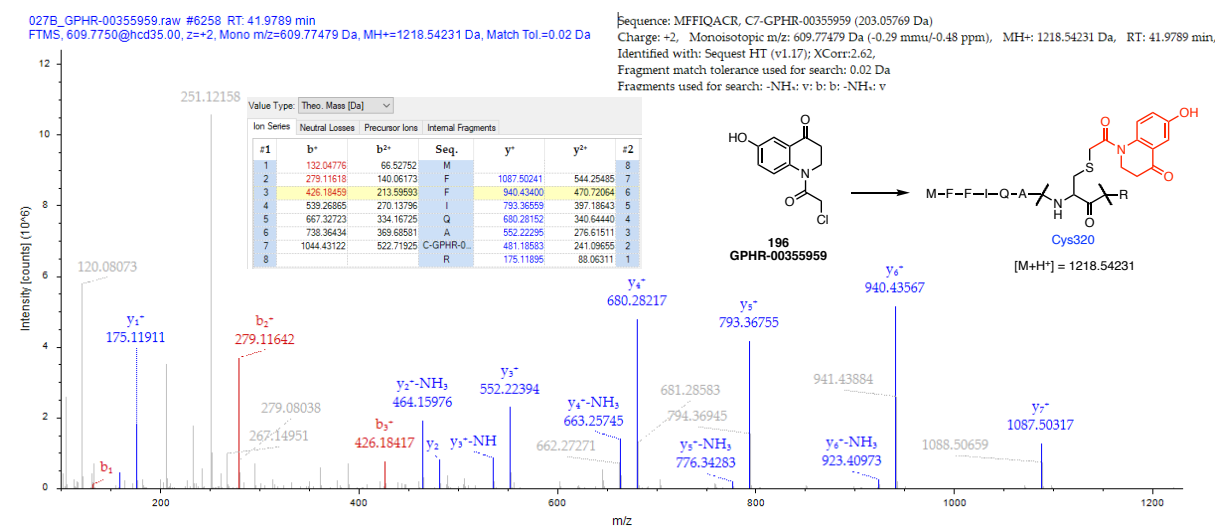 027B_GPHR-00355959.raw #6258 RT: 41.9789 min
FTMS, 609.7750@hcd35.00, z=+2, Mono m/z=609.77479 Da, MH+=1218.54231 Da, Match Tol.=0.02 Da
Sequence: MFFIQACR, C7-GPHR-00355959 (203.05769 Da)
Charge: +2, Monoisotopic m/z: 609.77479 Da (-0.29 mmu/-0.48 ppm), MH+: 1218.54231 Da, RT: 41.9789 min,
Identified with: Sequest HT (v1.17); XCorr:2.62,
Fragment match tolerance used for search: 0.02 Da
Fragments used for search: -NH₃; y; b; b; -NH₃; y
Value Type: Theo. Mass [Da]
Ion Series Neutral Losses Precursor Ions Internal Fragments
#1 b⁺ b²⁺ Seq. y⁺ y²⁺ #2
1 132.04776 66.52752 M 8
2 279.11618 140.06173 F 1087.50241 544.25485 7
3 426.18459 213.59593 F 940.43400 470.72064 6
4 539.26865 270.13796 I 793.36559 397.18643 5
5 667.32723 334.16725 Q 680.28152 340.64440 4
6 738.36434 369.68581 A 552.22295 276.61511 3
7 1044.43122 522.71925 C-GPHR-0.. 481.18583 241.09655 2
8 R 175.11895 88.06311 1
HO
O
N
O
Cl
196
GPHR-00355959
O
OH
N
O
S
M-F-F-I-Q-A
N
H
O
R
Cys320
[M+H⁺] = 1218.54231
Intensity [counts] (10^6)
12
10
8
6
4
2
0
251.12158
120.08073
y₁⁺
175.11911
b₂⁺
279.11642
279.08038
267.14951
b₁
b₃⁺
426.18417
y₂⁺-NH₃
464.15976
y₂
y₃⁺-NH
y₃⁺
552.22394
y₄⁺-NH₃
663.25745
662.27271
y₄⁺
680.28217
681.28583
794.36945
y₅⁺-NH₃
776.34283
y₅⁺
793.36755
941.43884
y₆⁺-NH₃
923.40973
y₆⁺
940.43567
1088.50659
y₇⁺
1087.50317
200 400 600 800 1000 1200
m/z